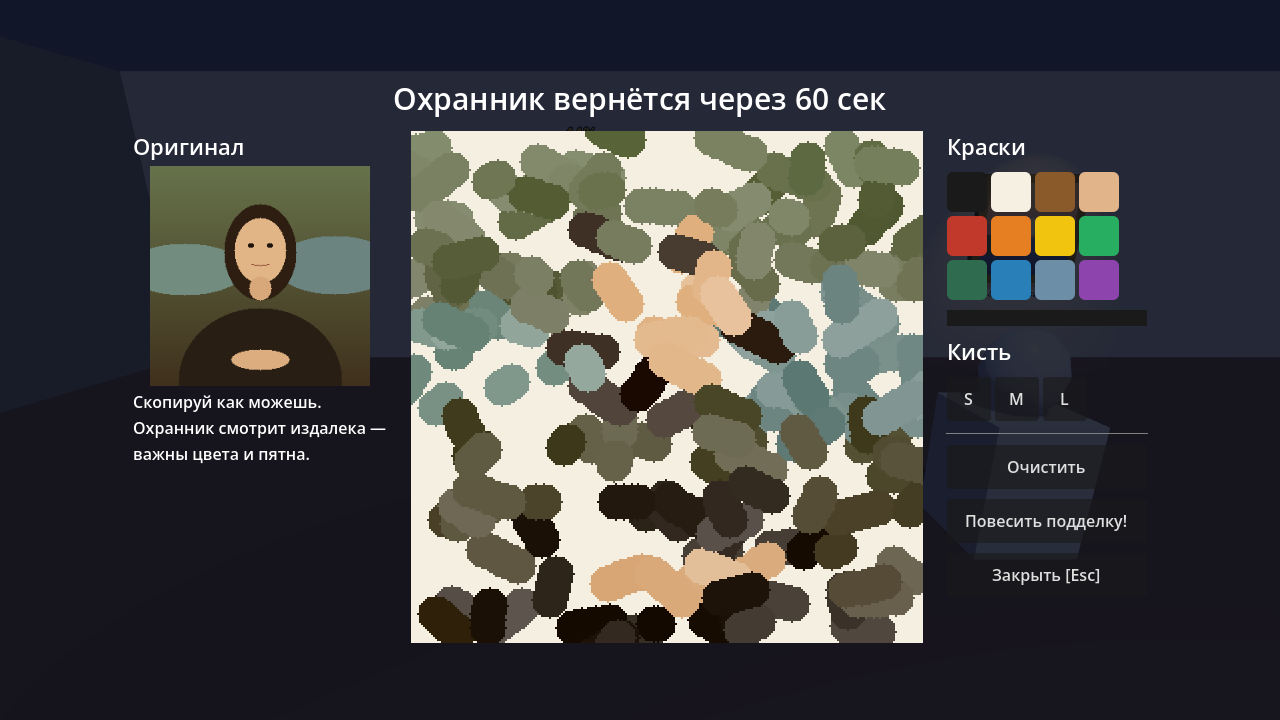 Охранник вернётся через 60 сек
Оригинал
Скопируй как можешь.
Охранник смотрит издалека —
важны цвета и пятна.
Краски
Кисть
S M L
Очистить
Повесить подделку!
Закрыть [Esc]